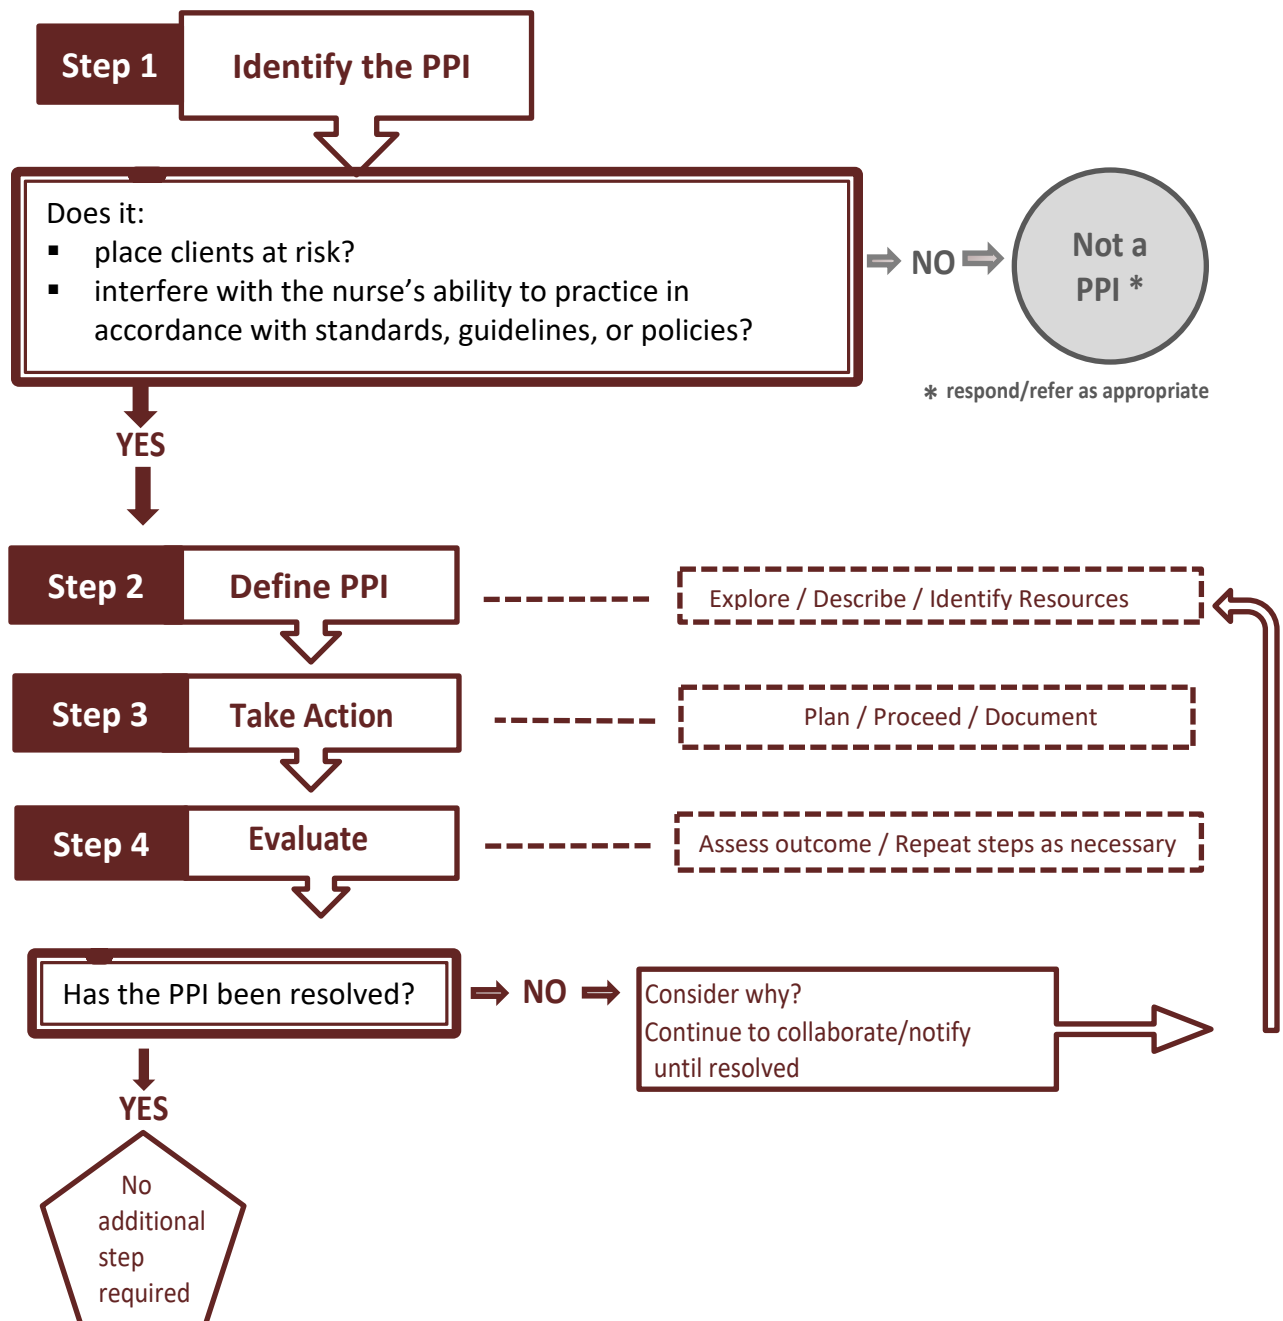 Step 1
Identify the PPI
Does it:
▪ place clients at risk?
▪ interfere with the nurse’s ability to practice in
accordance with standards, guidelines, or policies?
NO
Not a
PPI *
* respond/refer as appropriate
YES
Step 2
Define PPI
Explore / Describe / Identify Resources
Step 3
Take Action
Plan / Proceed / Document
Step 4
Evaluate
Assess outcome / Repeat steps as necessary
Has the PPI been resolved?
NO
Consider why?
Continue to collaborate/notify
until resolved
YES
No
additional
step
required